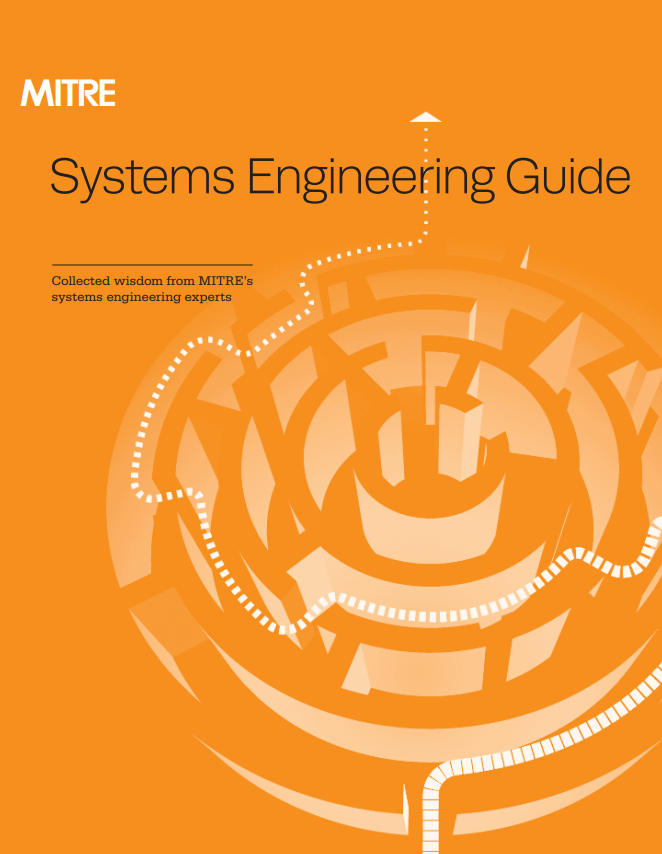 MITRE
Systems Engineering Guide
Collected wisdom from MITRE's
systems engineering experts